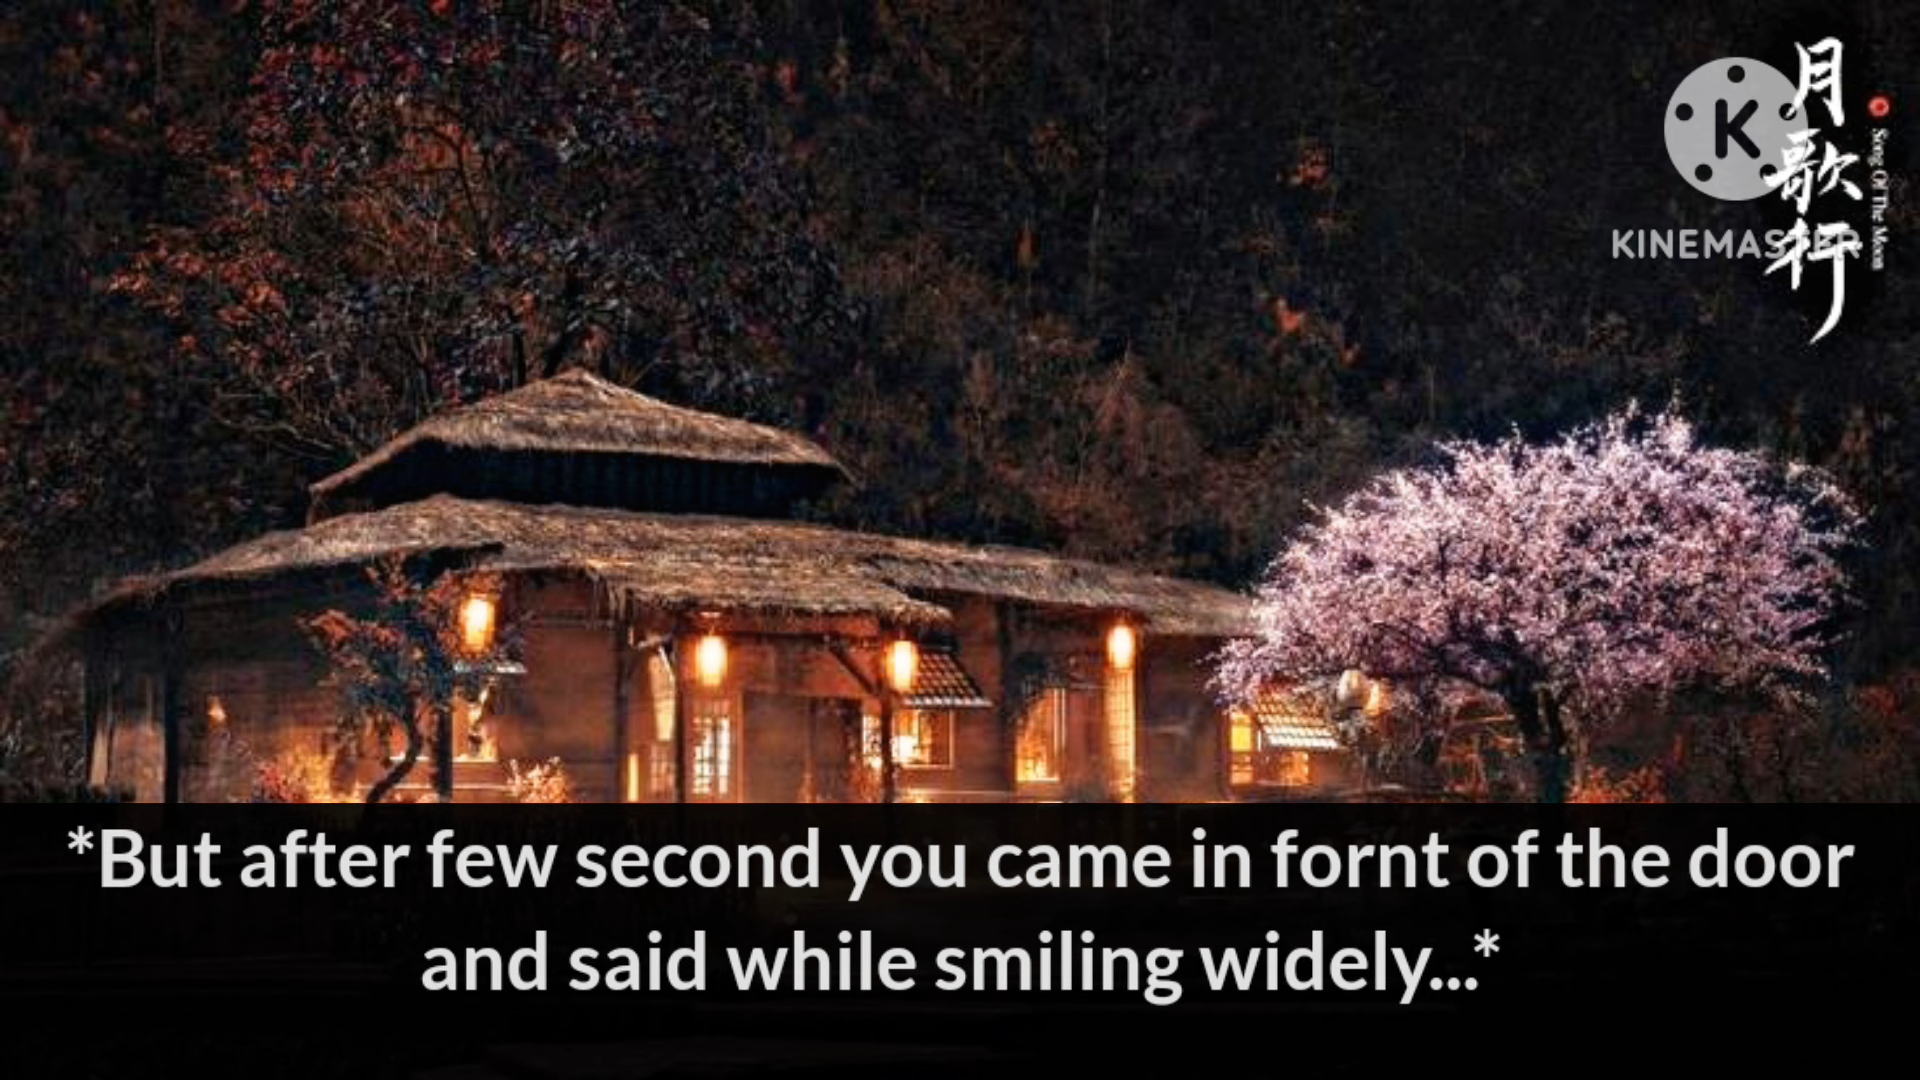 月歌行
Song Of The Moon
K
KINEMASTER
*But after few second you came in fornt of the door
and said while smiling widely...*